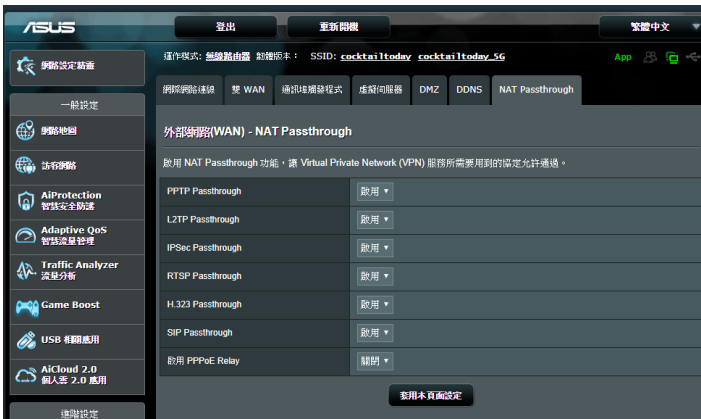 ASUS
登出
重新開機
繁體中文
運作模式: 無線路由器 韌體版本: SSID: cocktailtoday cocktailtoday_5G
App
網路設定精靈
一般設定
網路地圖
訪客網路
AiProtection
智慧安全防護
Adaptive QoS
智慧流量管理
Traffic Analyzer
流量分析
Game Boost
USB 相關應用
AiCloud 2.0
個人雲 2.0 應用
進階設定
網際網路連線
雙 WAN
通訊埠觸發程式
虛擬伺服器
DMZ
DDNS
NAT Passthrough
外部網路(WAN) - NAT Passthrough
啟用 NAT Passthrough 功能，讓 Virtual Private Network (VPN) 服務所需要用到的協定允許通過。
PPTP Passthrough 啟用
L2TP Passthrough 啟用
IPSec Passthrough 啟用
RTSP Passthrough 啟用
H.323 Passthrough 啟用
SIP Passthrough 啟用
啟用 PPPoE Relay 關閉
套用本頁面設定